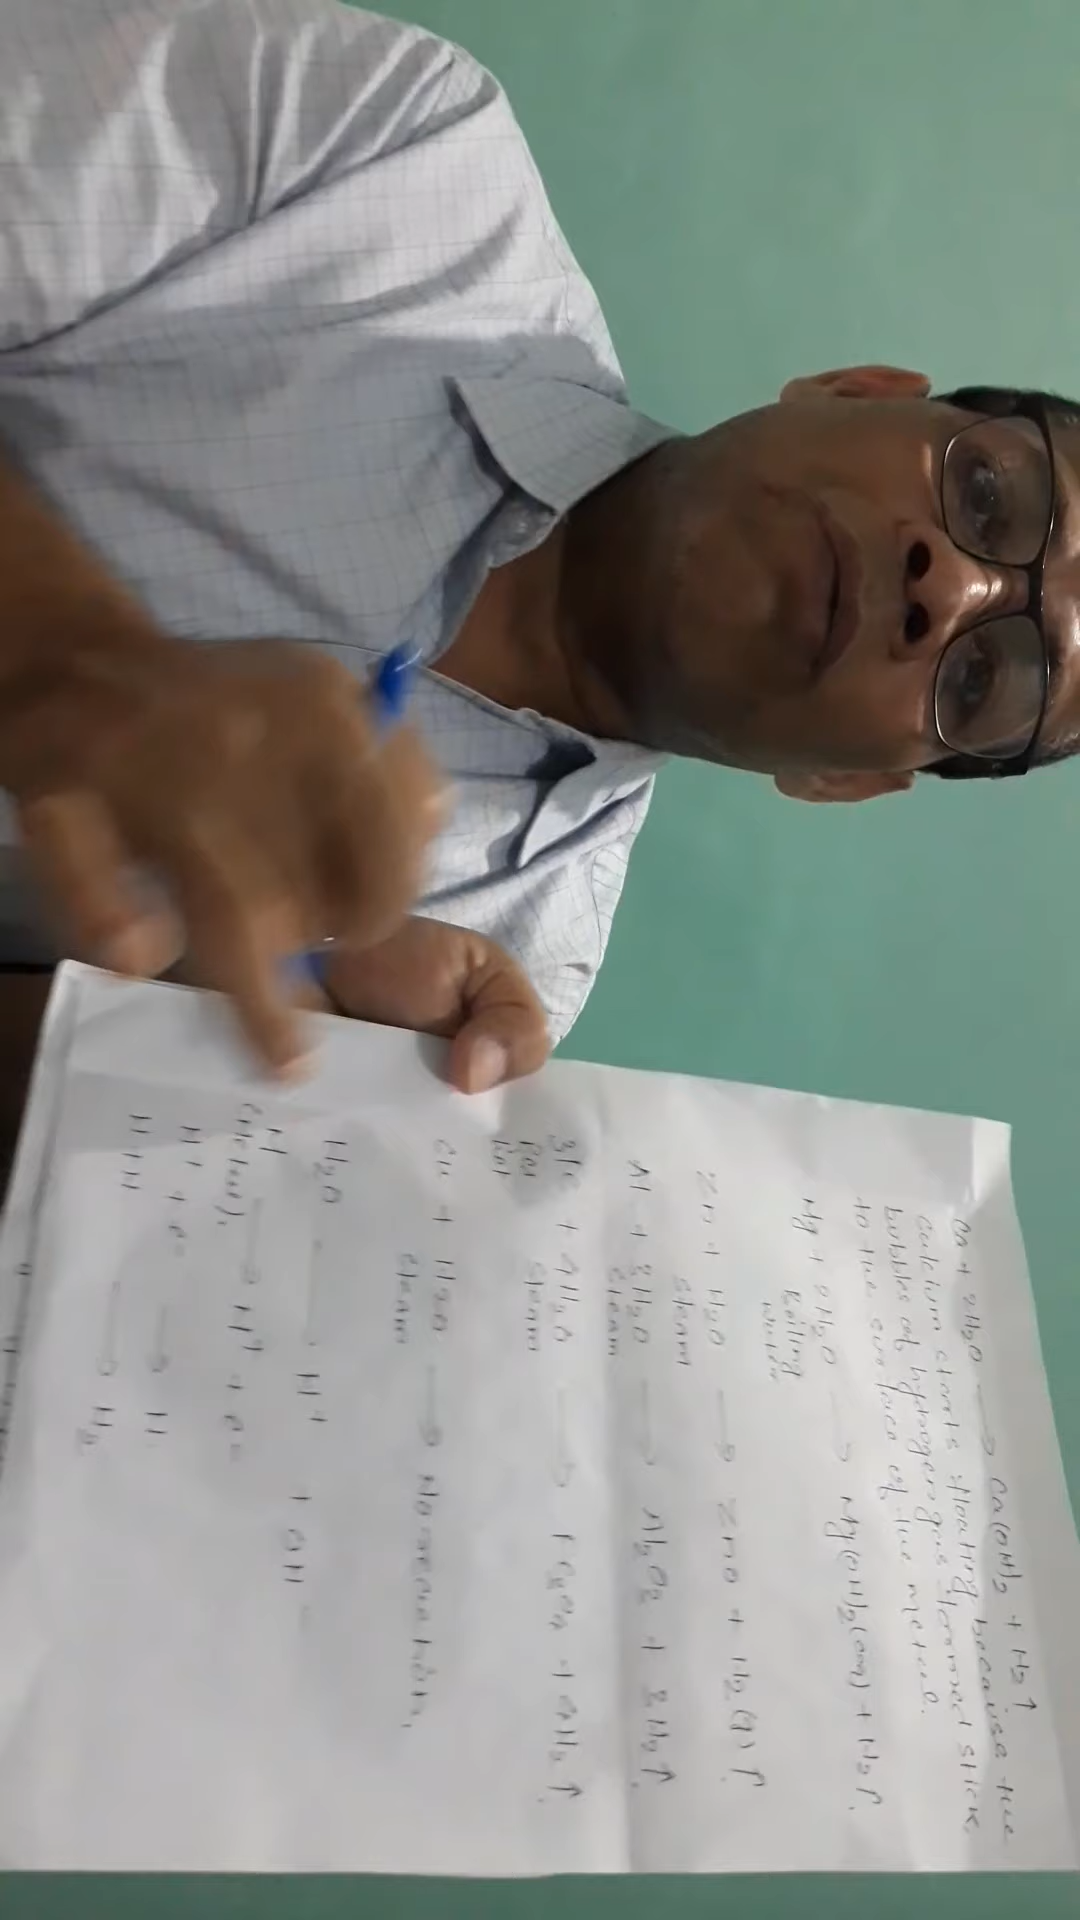 Ca + 2H2O → Ca(OH)2 + H2↑
Calcium starts floating because the
bubbles of hydrogen gas formed stick
to the surface of the metal.
Mg + 2H2O → Mg(OH)2(aq) + H2↑.
Boiling
water
Zn + H2O → ZnO + H2(g)↑.
steam
Al + 3H2O → Al2O3 + 3H2↑.
steam
3Fe + 4H2O → Fe3O4 + 4H2↑.
steam
hot
Cu + H2O → No reaction,
steam
H2O H+ + OH-
→ H+ + e-
H+ + e- → H.
H+H → H2